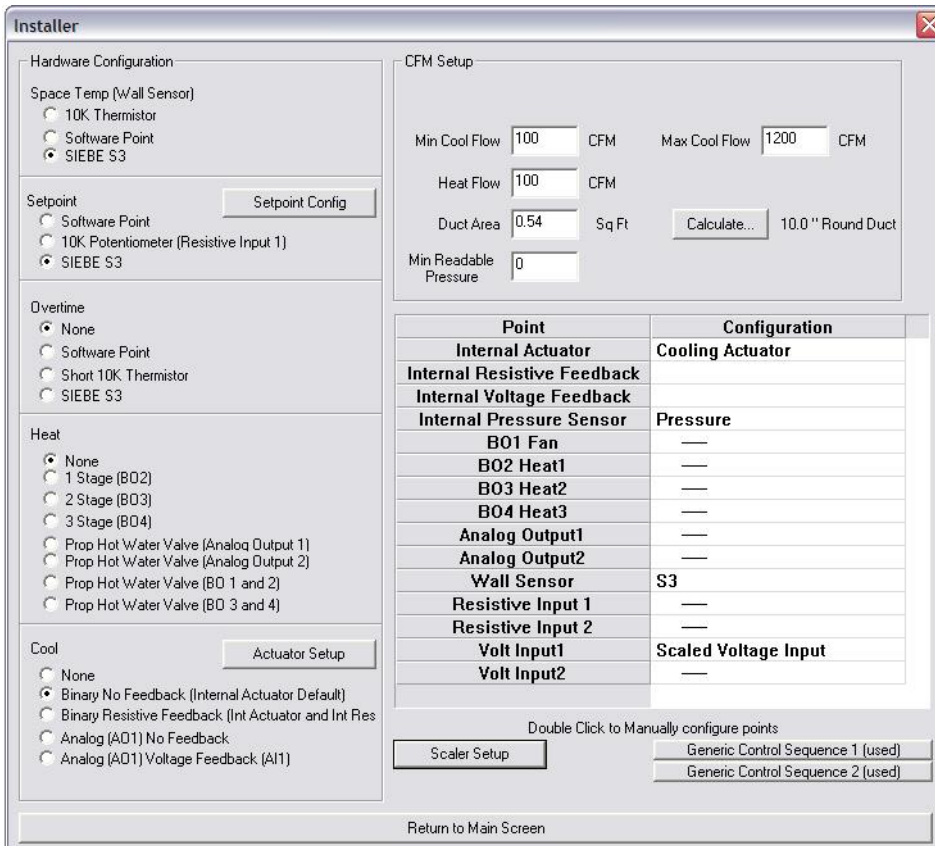 Installer
Hardware Configuration
Space Temp (Wall Sensor)
10K Thermistor
Software Point
SIEBE S3
Setpoint
Setpoint Config
Software Point
10K Potentiometer (Resistive Input 1)
SIEBE S3
Overtime
None
Software Point
Short 10K Thermistor
SIEBE S3
Heat
None
1 Stage (BO2)
2 Stage (BO3)
3 Stage (BO4)
Prop Hot Water Valve (Analog Output 1)
Prop Hot Water Valve (Analog Output 2)
Prop Hot Water Valve (BO 1 and 2)
Prop Hot Water Valve (BO 3 and 4)
Cool
Actuator Setup
None
Binary No Feedback (Internal Actuator Default)
Binary Resistive Feedback (Int Actuator and Int Res
Analog (AO1) No Feedback
Analog (AO1) Voltage Feedback (AI1)
CFM Setup
Min Cool Flow 100 CFM Max Cool Flow 1200 CFM
Heat Flow 100 CFM
Duct Area 0.54 Sq Ft Calculate... 10.0 " Round Duct
Min Readable
Pressure 0
Point Configuration
Internal Actuator Cooling Actuator
Internal Resistive Feedback
Internal Voltage Feedback
Internal Pressure Sensor Pressure
BO1 Fan —
BO2 Heat1 —
BO3 Heat2 —
BO4 Heat3 —
Analog Output1 —
Analog Output2 —
Wall Sensor S3
Resistive Input 1 —
Resistive Input 2 —
Volt Input1 Scaled Voltage Input
Volt Input2 —
Double Click to Manually configure points
Scaler Setup
Generic Control Sequence 1 (used)
Generic Control Sequence 2 (used)
Return to Main Screen